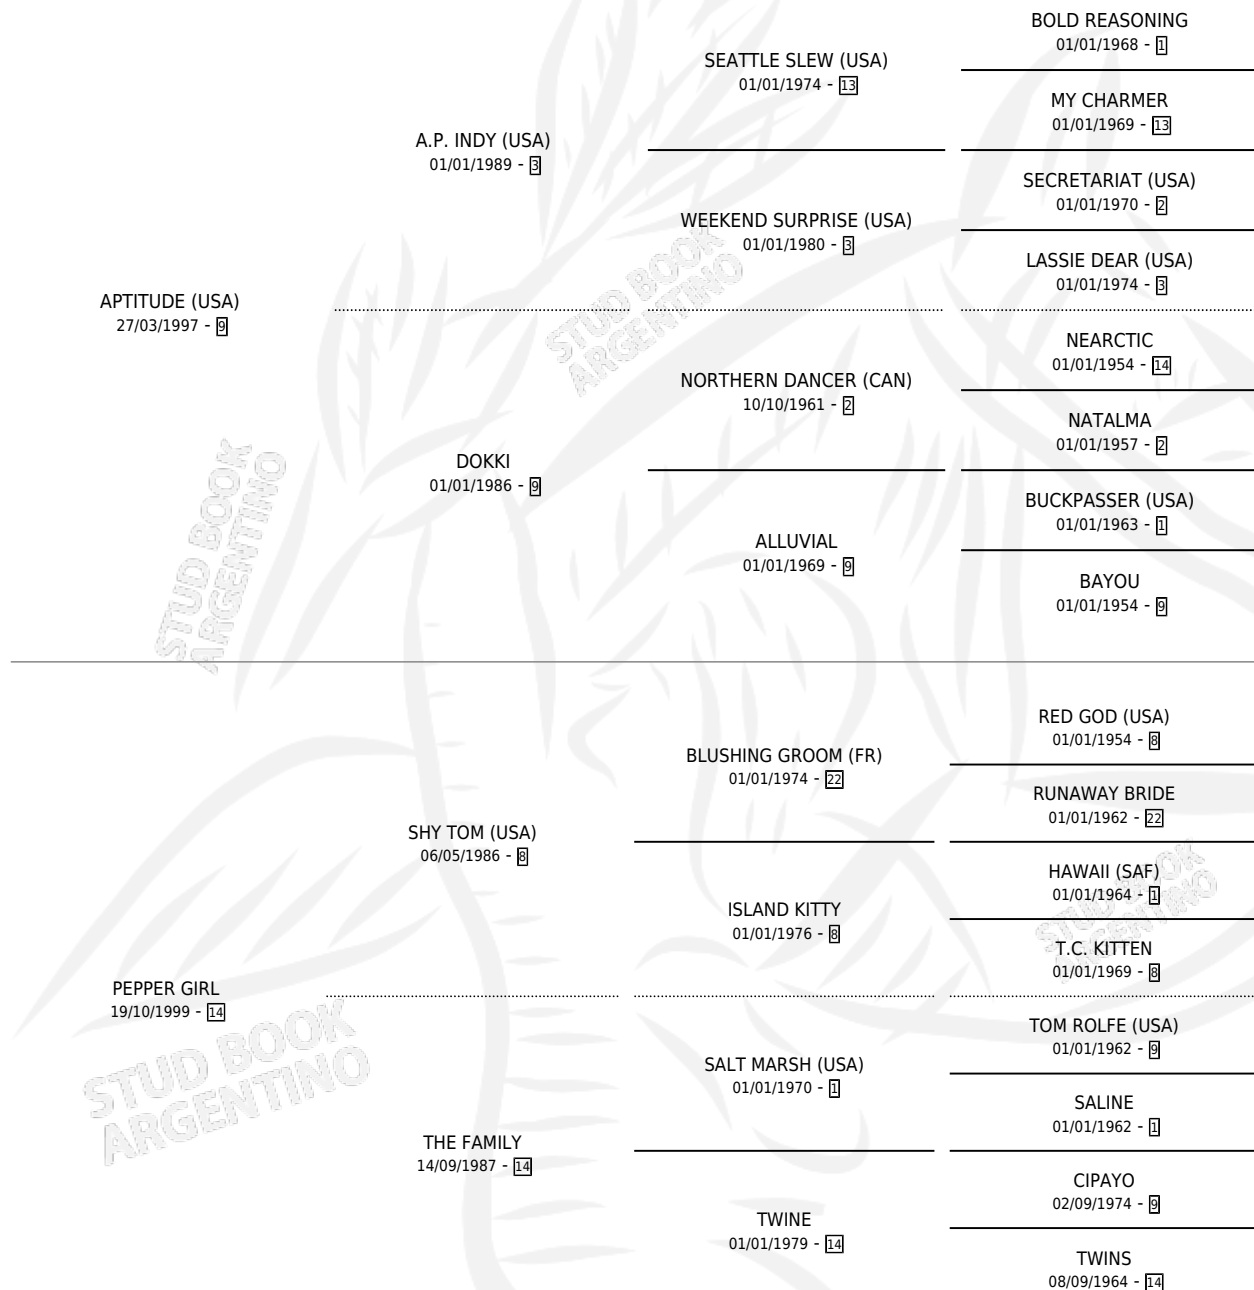 BOLD REASONING
01/01/1968 - 1
SEATTLE SLEW (USA)
01/01/1974 - 13
MY CHARMER
01/01/1969 - 13
A.P. INDY (USA)
01/01/1989 - 3
SECRETARIAT (USA)
01/01/1970 - 2
WEEKEND SURPRISE (USA)
01/01/1980 - 3
LASSIE DEAR (USA)
01/01/1974 - 3
APTITUDE (USA)
27/03/1997 - 9
NEARCTIC
01/01/1954 - 14
NORTHERN DANCER (CAN)
10/10/1961 - 2
NATALMA
01/01/1957 - 2
DOKKI
01/01/1986 - 9
BUCKPASSER (USA)
01/01/1963 - 1
ALLUVIAL
01/01/1969 - 9
BAYOU
01/01/1954 - 9
RED GOD (USA)
01/01/1954 - 8
BLUSHING GROOM (FR)
01/01/1974 - 22
RUNAWAY BRIDE
01/01/1962 - 22
SHY TOM (USA)
06/05/1986 - 8
HAWAII (SAF)
01/01/1964 - 1
ISLAND KITTY
01/01/1976 - 8
T.C. KITTEN
01/01/1969 - 8
PEPPER GIRL
19/10/1999 - 14
TOM ROLFE (USA)
01/01/1962 - 9
SALT MARSH (USA)
01/01/1970 - 1
SALINE
01/01/1962 - 1
THE FAMILY
14/09/1987 - 14
CIPAYO
02/09/1974 - 9
TWINE
01/01/1979 - 14
TWINS
08/09/1964 - 14
STUD BOOK
ARGENTINO
STUD BOOK
ARGENTINO
STUD BOOK
ARGENTINO
STUD BOOK
ARGENTINO